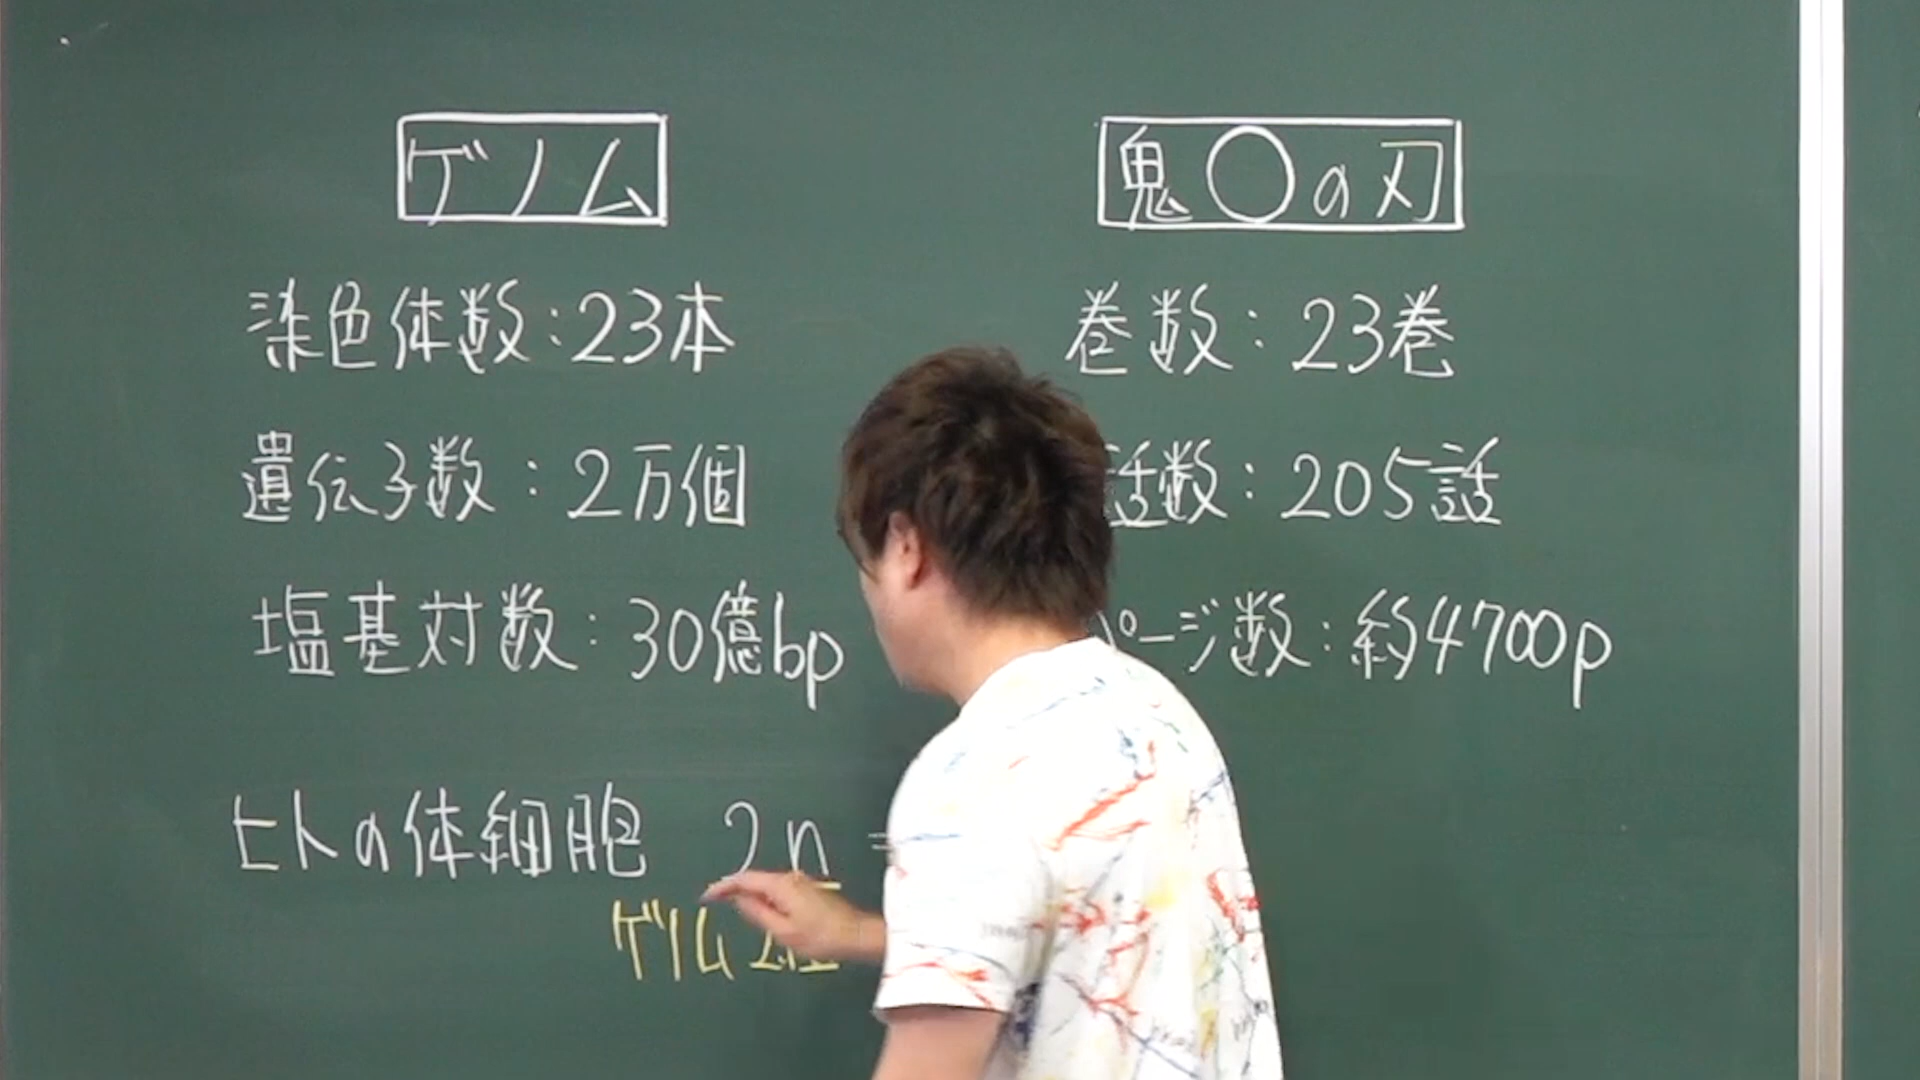 ゲノム
染色体数:23本
遺伝子数:2万個
塩基対数:30億bp
ヒトの体細胞 2n =
ゲノム
鬼◯の刃
巻数:23巻
話数:205話
ページ数:約4700p